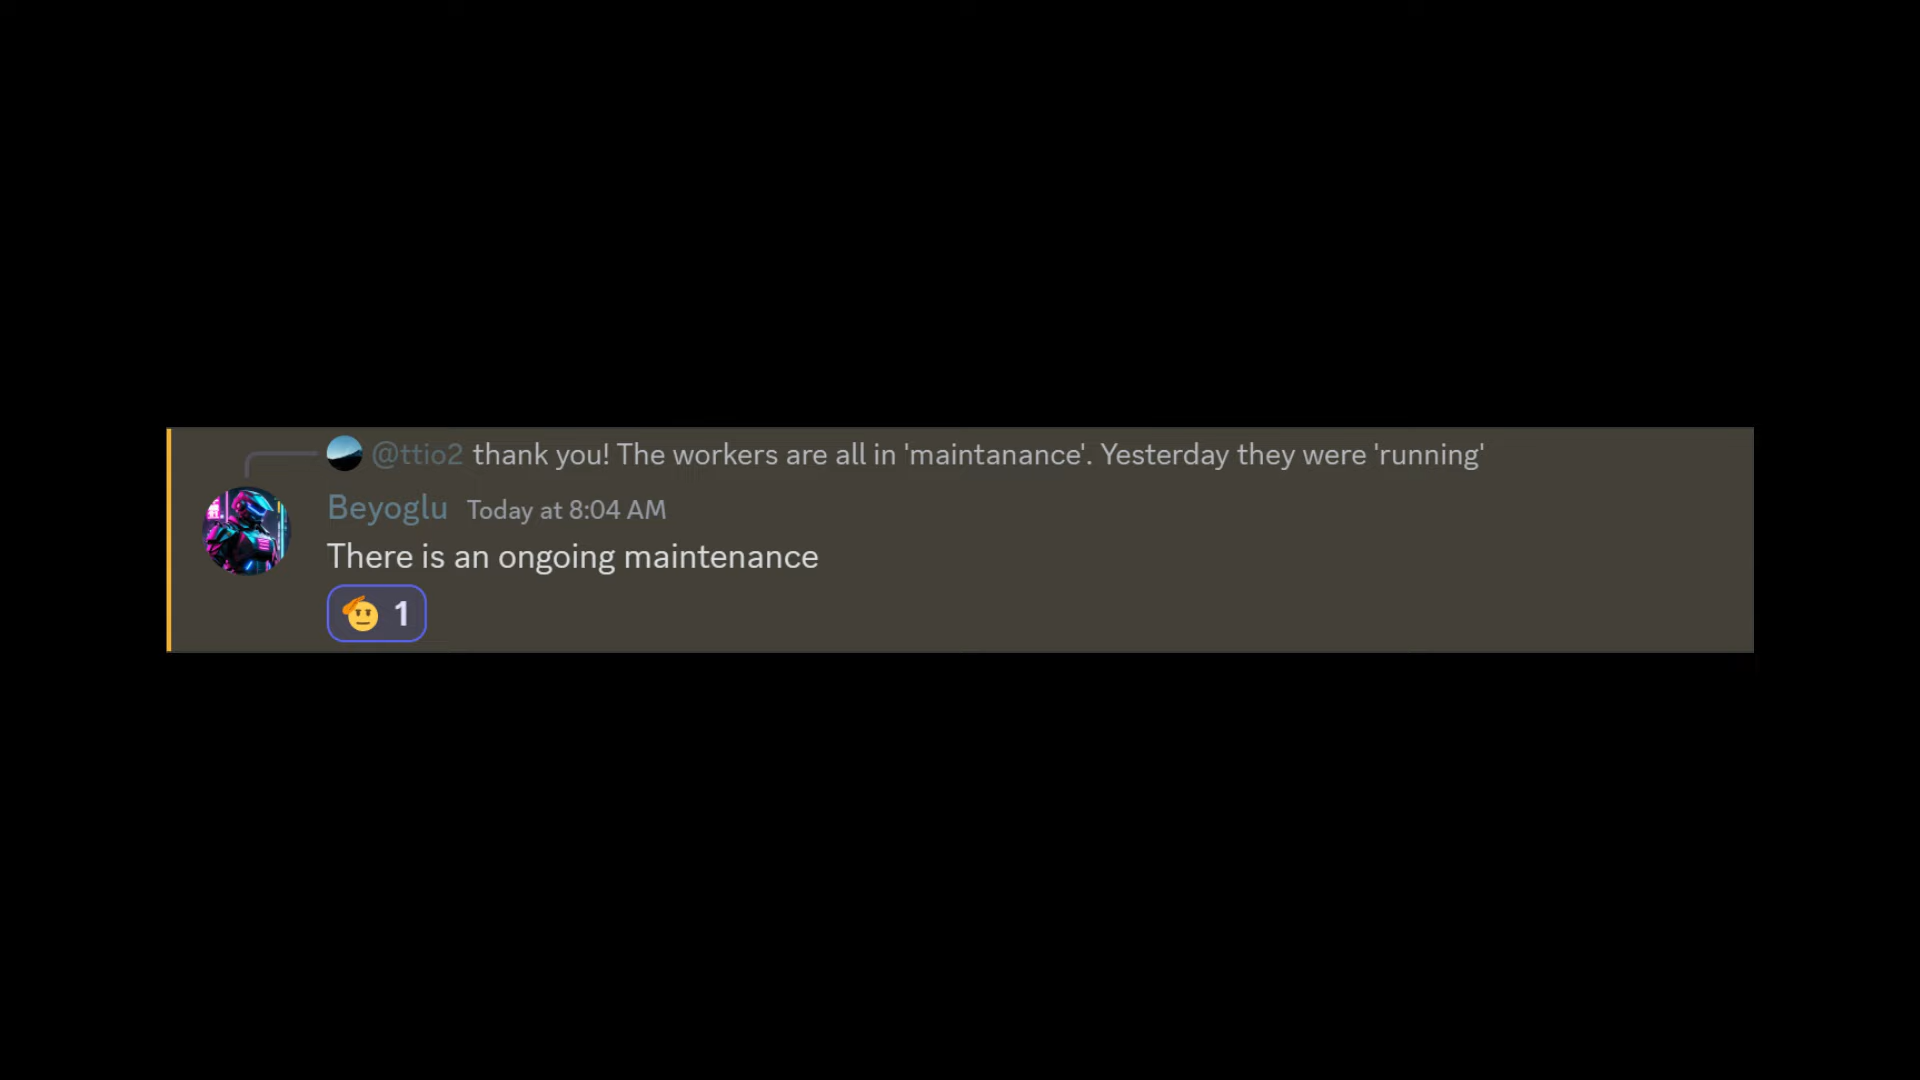 @ttio2 thank you! The workers are all in 'maintanance'. Yesterday they were 'running'
Beyoglu Today at 8:04 AM
There is an ongoing maintenance
1